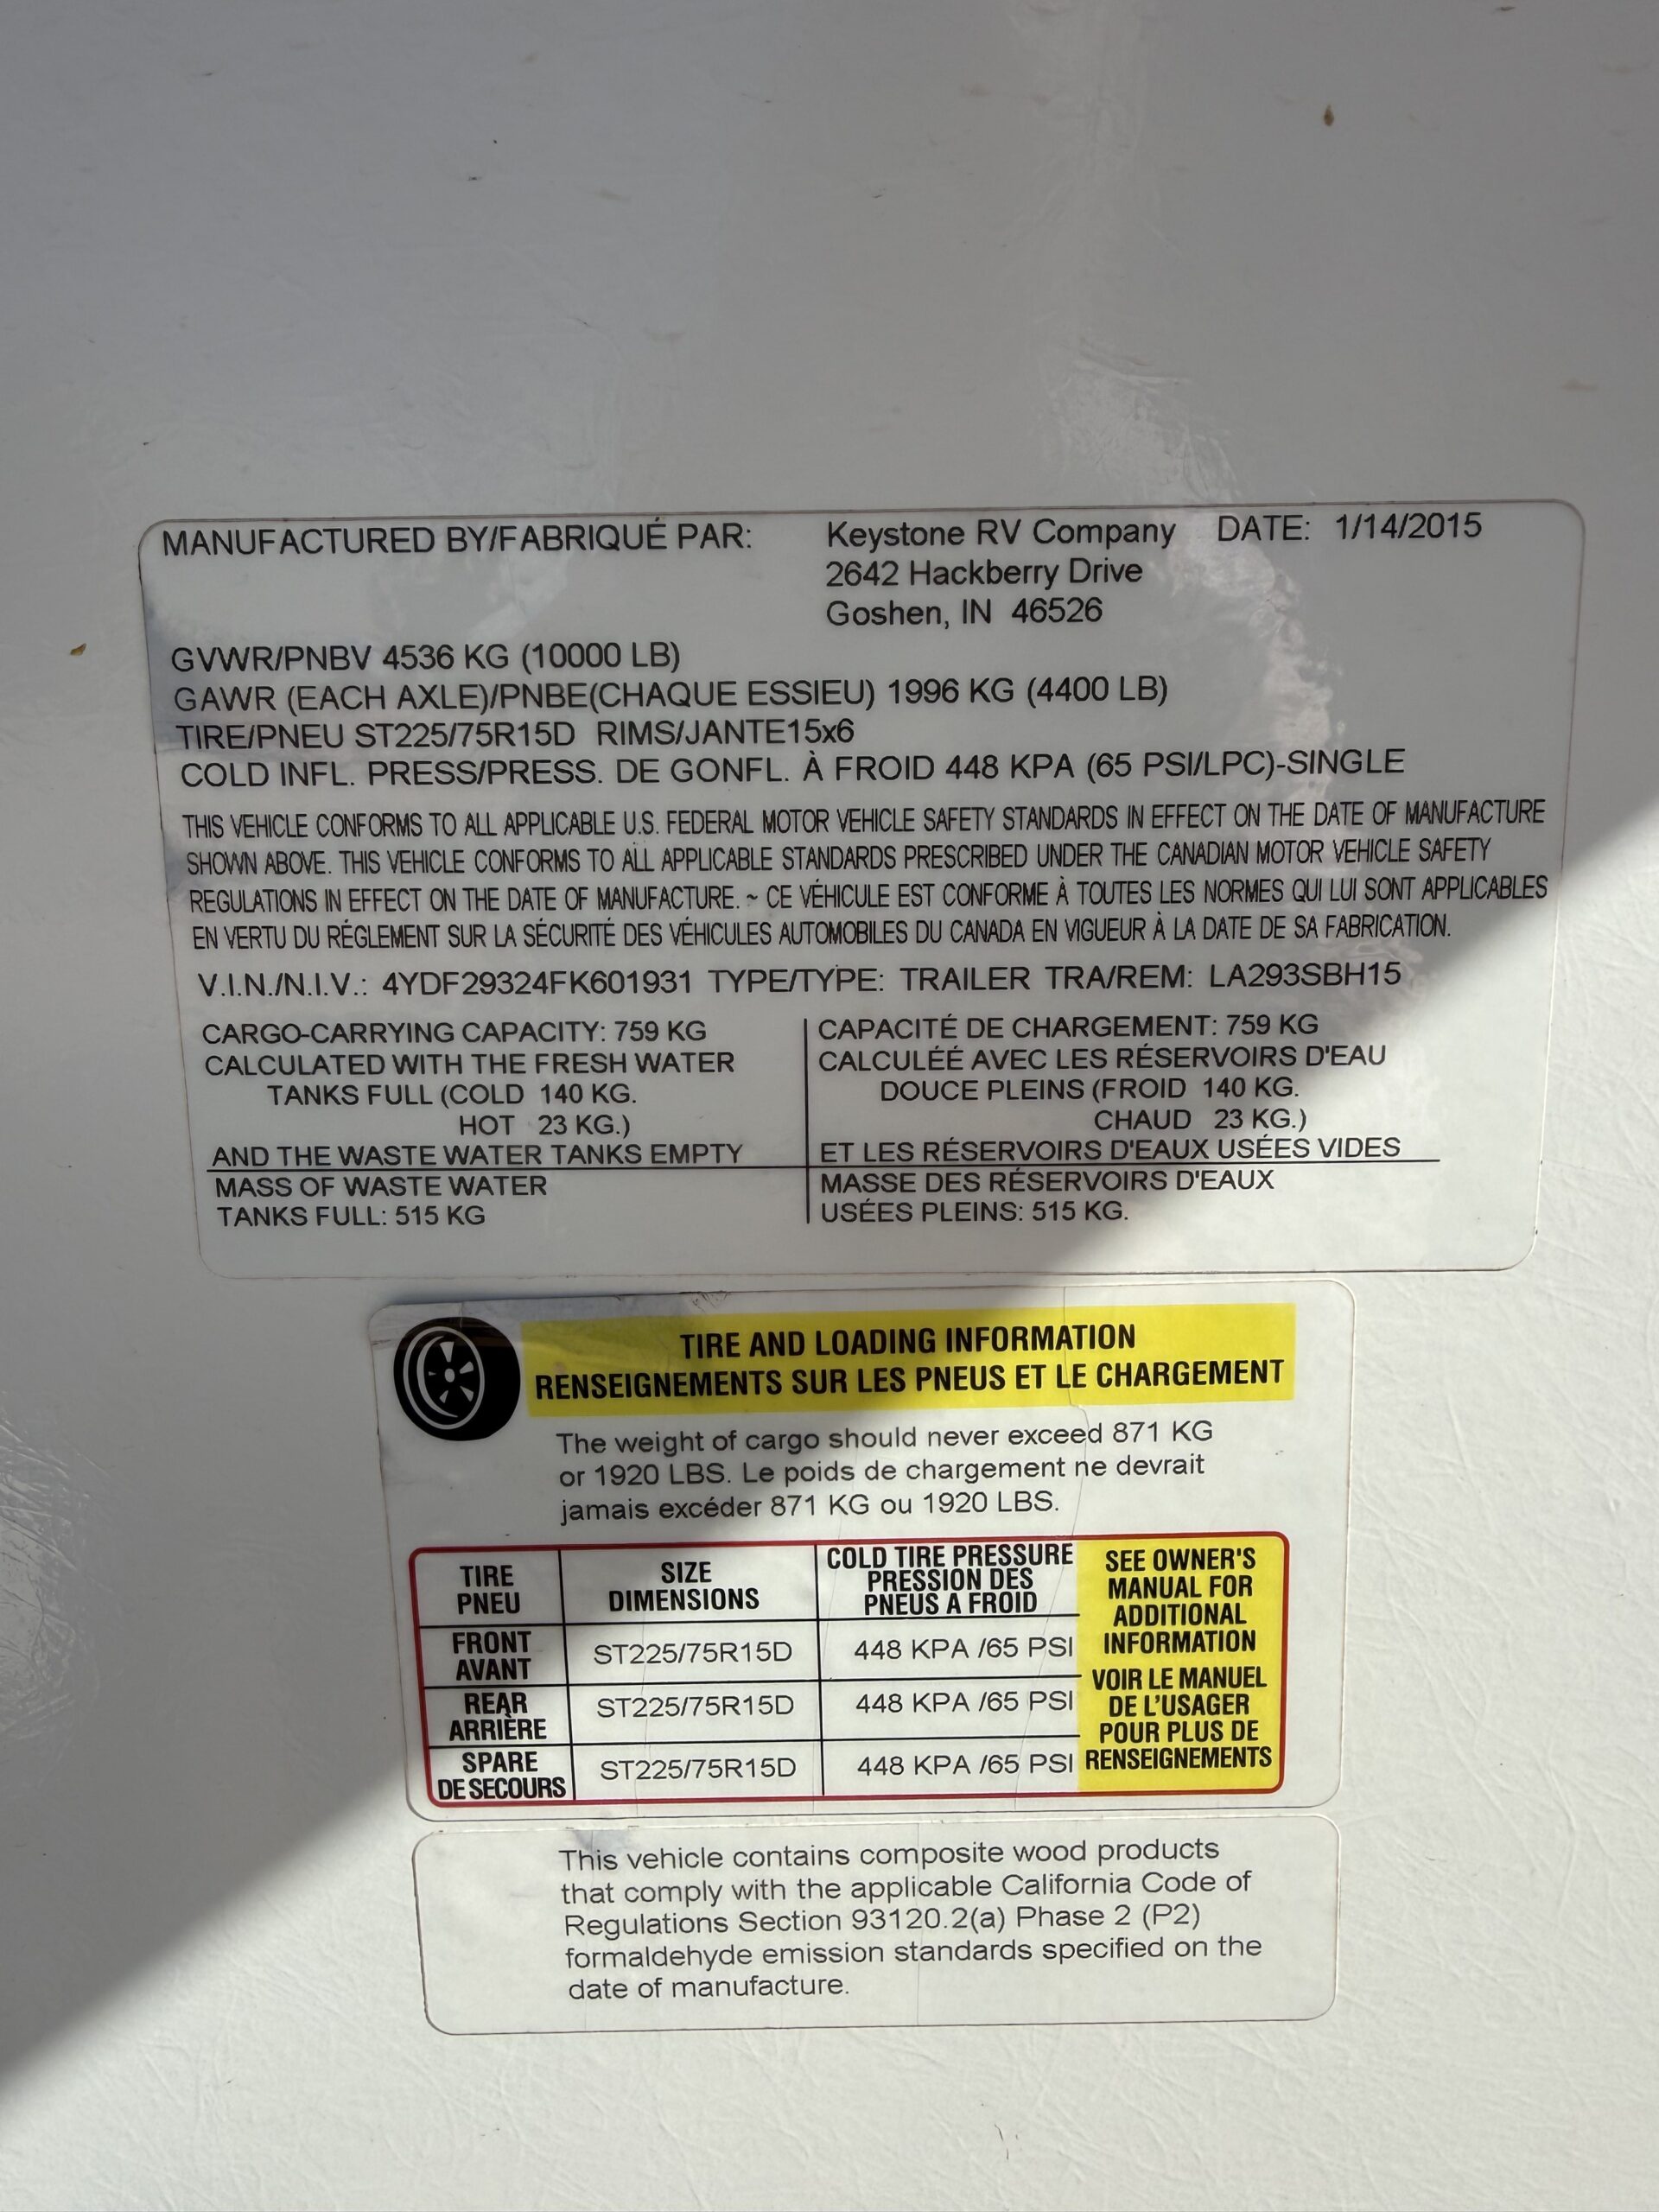 MANUFACTURED BY/FABRIQUÉ PAR: Keystone RV Company DATE: 1/14/2015
2642 Hackberry Drive
Goshen, IN 46526
GVWR/PNBV 4536 KG (10000 LB)
GAWR (EACH AXLE)/PNBE(CHAQUE ESSIEU) 1996 KG (4400 LB)
TIRE/PNEU ST225/75R15D RIMS/JANTE15x6
COLD INFL. PRESS/PRESS. DE GONFL. À FROID 448 KPA (65 PSI/LPC)-SINGLE
THIS VEHICLE CONFORMS TO ALL APPLICABLE U.S. FEDERAL MOTOR VEHICLE SAFETY STANDARDS IN EFFECT ON THE DATE OF MANUFACTURE
SHOWN ABOVE. THIS VEHICLE CONFORMS TO ALL APPLICABLE STANDARDS PRESCRIBED UNDER THE CANADIAN MOTOR VEHICLE SAFETY
REGULATIONS IN EFFECT ON THE DATE OF MANUFACTURE. ~ CE VÉHICULE EST CONFORME À TOUTES LES NORMES QUI LUI SONT APPLICABLES
EN VERTU DU RÉGLEMENT SUR LA SÉCURITÉ DES VÉHICULES AUTOMOBILES DU CANADA EN VIGUEUR À LA DATE DE SA FABRICATION.
V.I.N./N.I.V.: 4YDF29324FK601931 TYPE/TYPE: TRAILER TRA/REM: LA293SBH15
CARGO-CARRYING CAPACITY: 759 KG
CALCULATED WITH THE FRESH WATER
TANKS FULL (COLD 140 KG.
HOT 23 KG.)
AND THE WASTE WATER TANKS EMPTY
MASS OF WASTE WATER
TANKS FULL: 515 KG
CAPACITÉ DE CHARGEMENT: 759 KG
CALCULÉÉ AVEC LES RÉSERVOIRS D'EAU
DOUCE PLEINS (FROID 140 KG.
CHAUD 23 KG.)
ET LES RÉSERVOIRS D'EAUX USÉES VIDES
MASSE DES RÉSERVOIRS D'EAUX
USÉES PLEINS: 515 KG.
TIRE AND LOADING INFORMATION
RENSEIGNEMENTS SUR LES PNEUS ET LE CHARGEMENT
The weight of cargo should never exceed 871 KG
or 1920 LBS. Le poids de chargement ne devrait
jamais excéder 871 KG ou 1920 LBS.
TIRE
PNEU
SIZE
DIMENSIONS
COLD TIRE PRESSURE
PRESSION DES
PNEUS A FROID
FRONT
AVANT
ST225/75R15D
448 KPA /65 PSI
REAR
ARRIÈRE
ST225/75R15D
448 KPA /65 PSI
SPARE
DE SECOURS
ST225/75R15D
448 KPA /65 PSI
SEE OWNER'S
MANUAL FOR
ADDITIONAL
INFORMATION
VOIR LE MANUEL
DE L'USAGER
POUR PLUS DE
RENSEIGNEMENTS
This vehicle contains composite wood products
that comply with the applicable California Code of
Regulations Section 93120.2(a) Phase 2 (P2)
formaldehyde emission standards specified on the
date of manufacture.